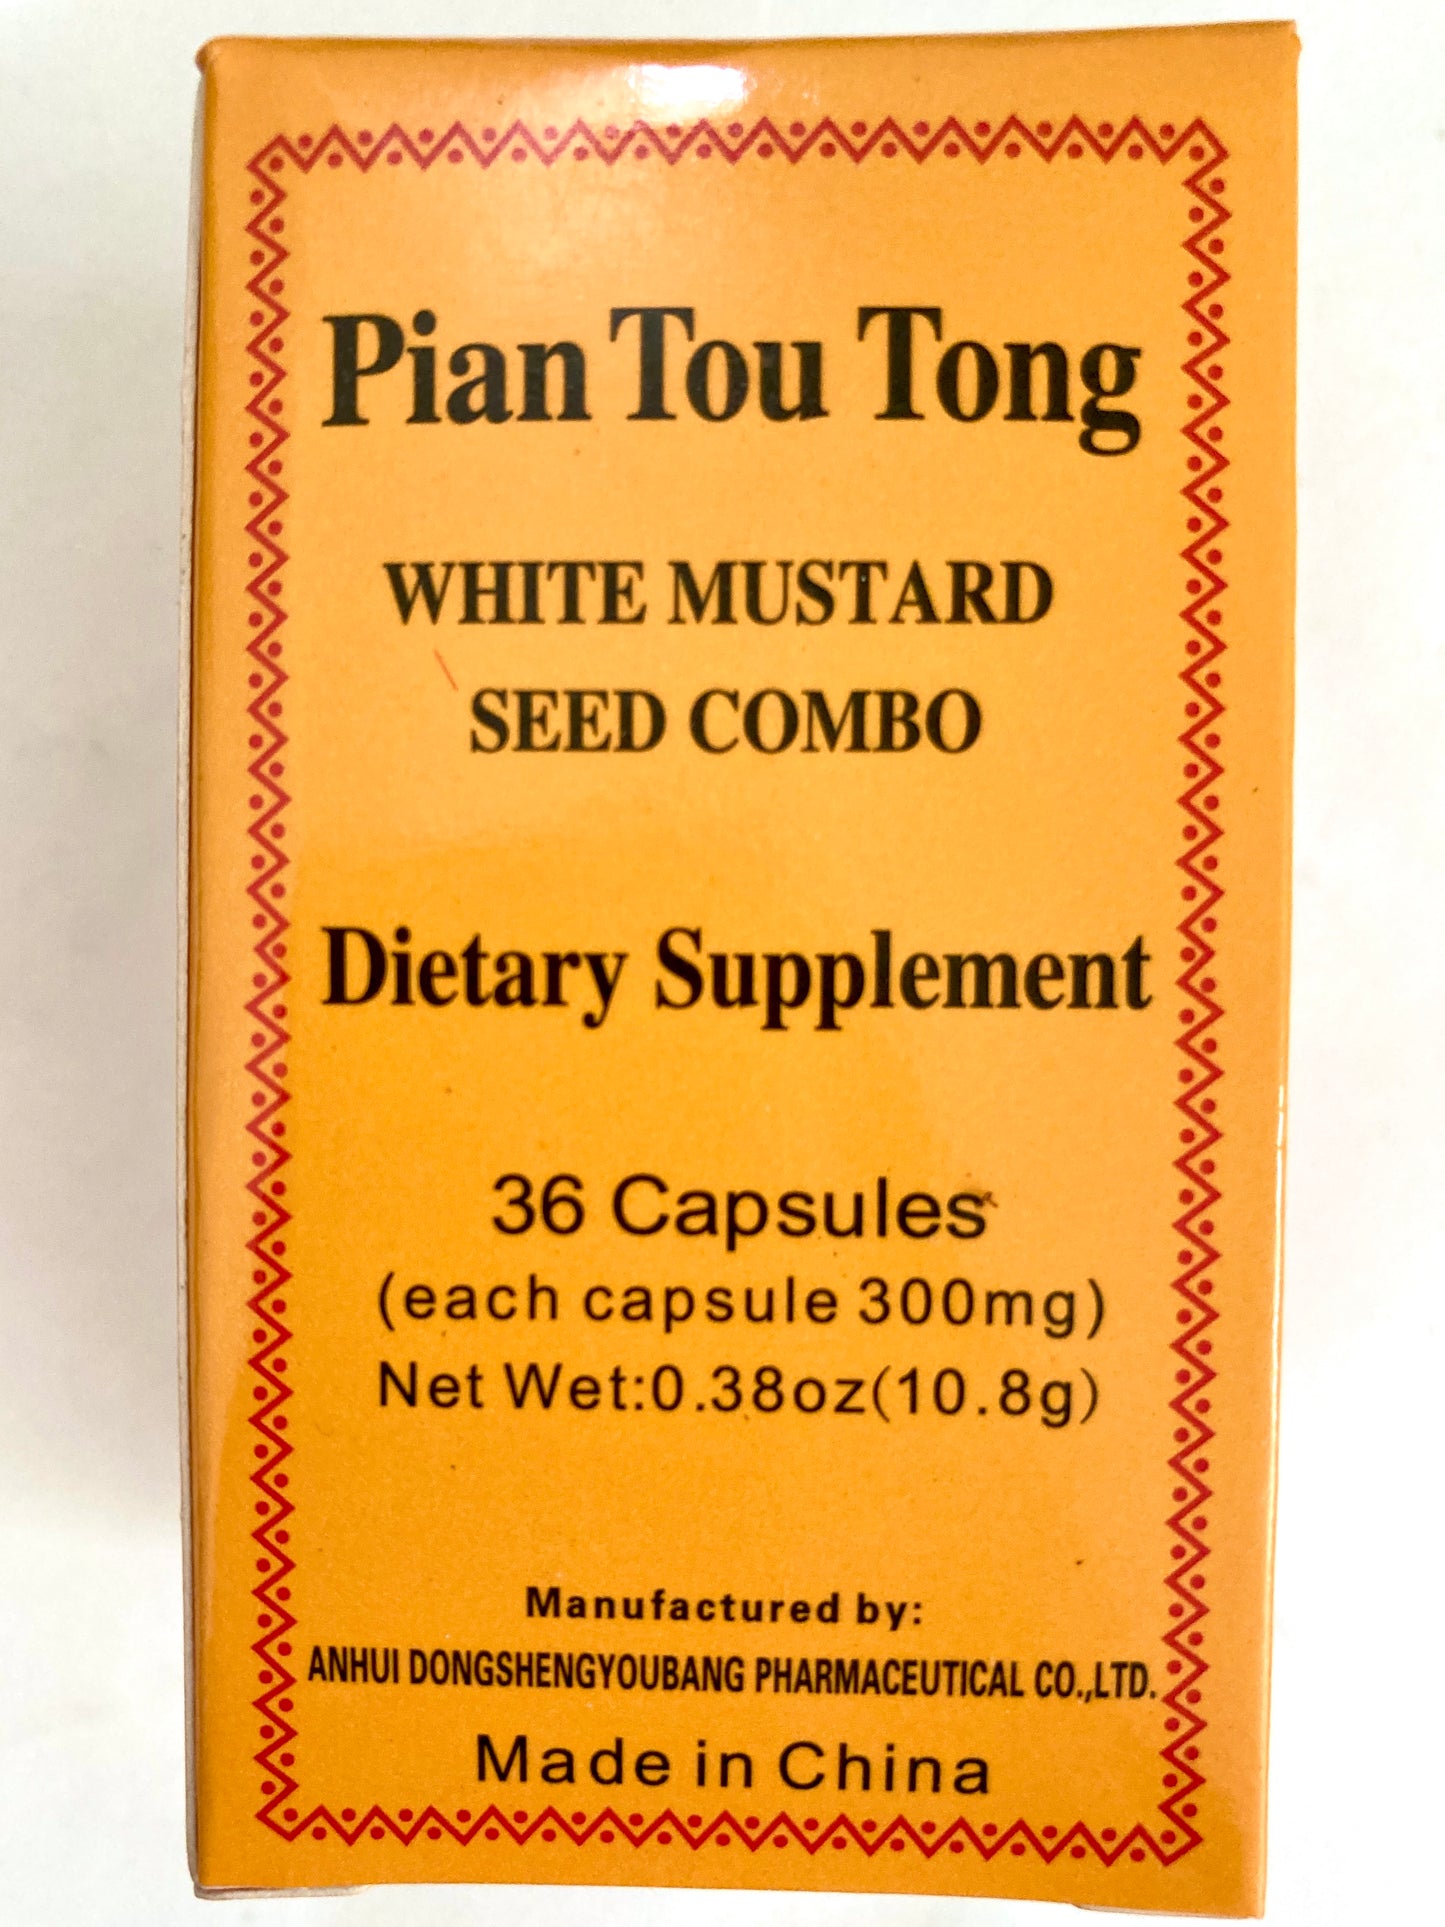 Pian Tou Tong
WHITE MUSTARD
SEED COMBO
Dietary Supplement
36 Capsules
(each capsule 300mg)
Net Wet:0.38oz(10.8g)
Manufactured by:
ANHUI DONGSHENGYOUBANG PHARMACEUTICAL CO.,LTD.
Made in China